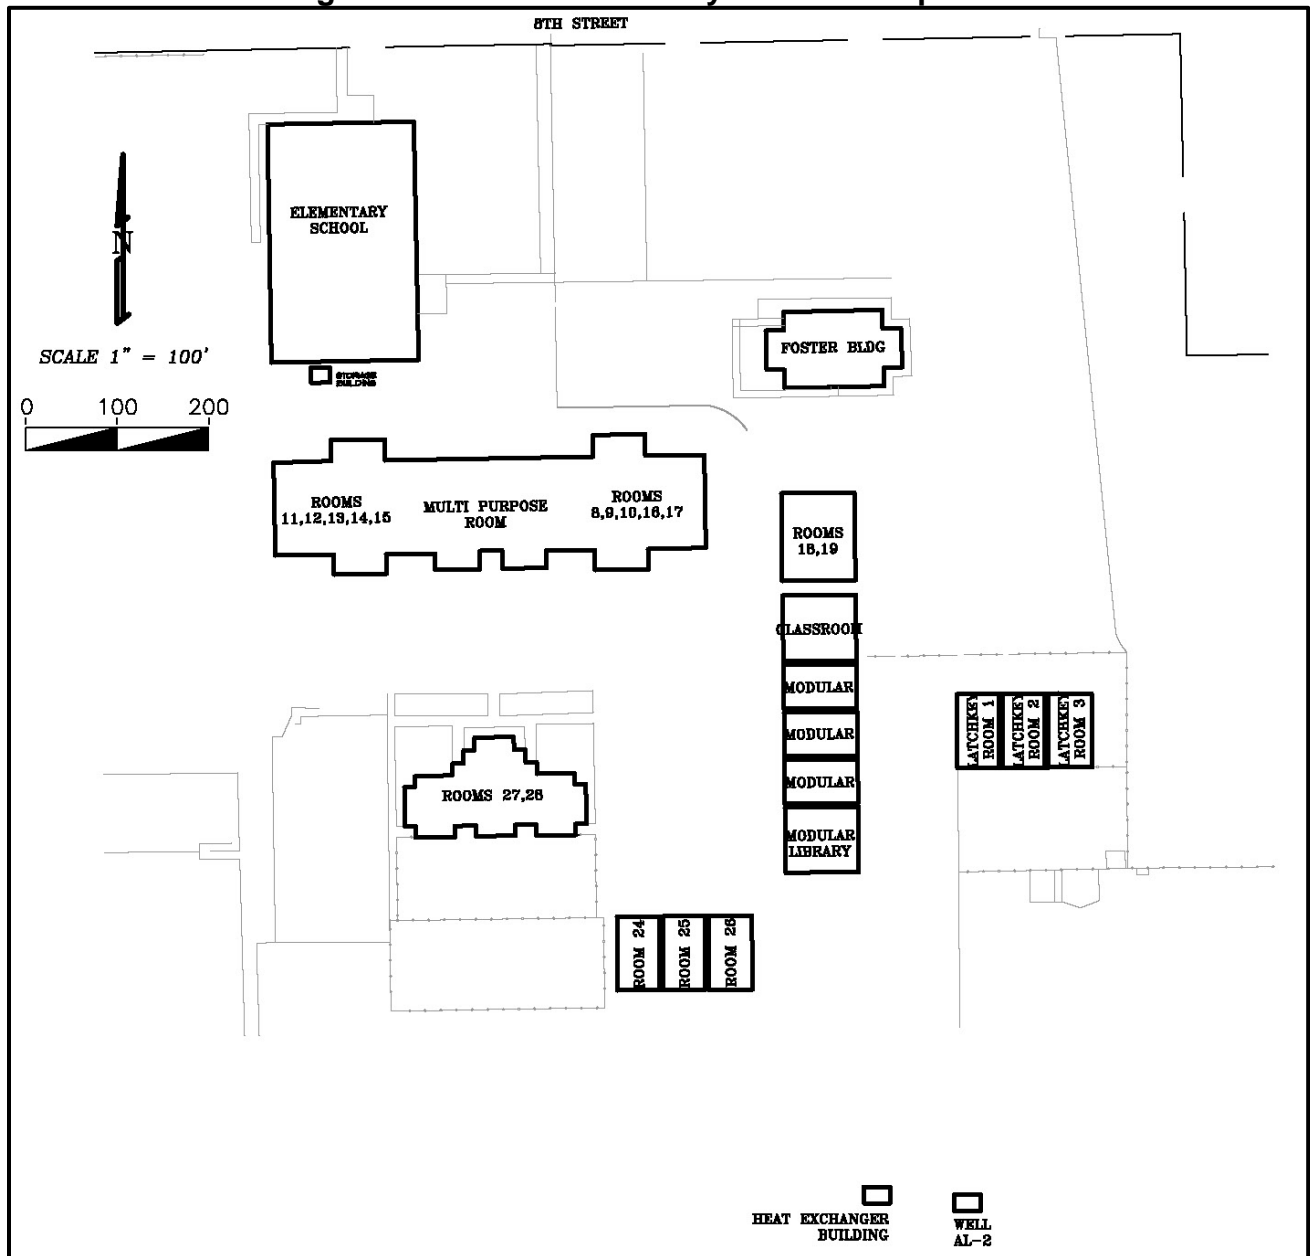 8TH STREET
ELEMENTARY
SCHOOL
N
SCALE 1" = 100'
0 100 200
STORAGE
BUILDING
FOSTER BLDG
ROOMS
11,12,13,14,15
MULTI PURPOSE
ROOM
ROOMS
8,9,10,16,17
ROOMS
18,19
CLASSROOM
MODULAR
MODULAR
MODULAR
MODULAR
LIBRARY
LATCHKEY
ROOM 1
LATCHKEY
ROOM 2
LATCHKEY
ROOM 3
ROOMS 27,28
ROOM 24
ROOM 25
ROOM 26
HEAT EXCHANGER
BUILDING
WELL
AL-2